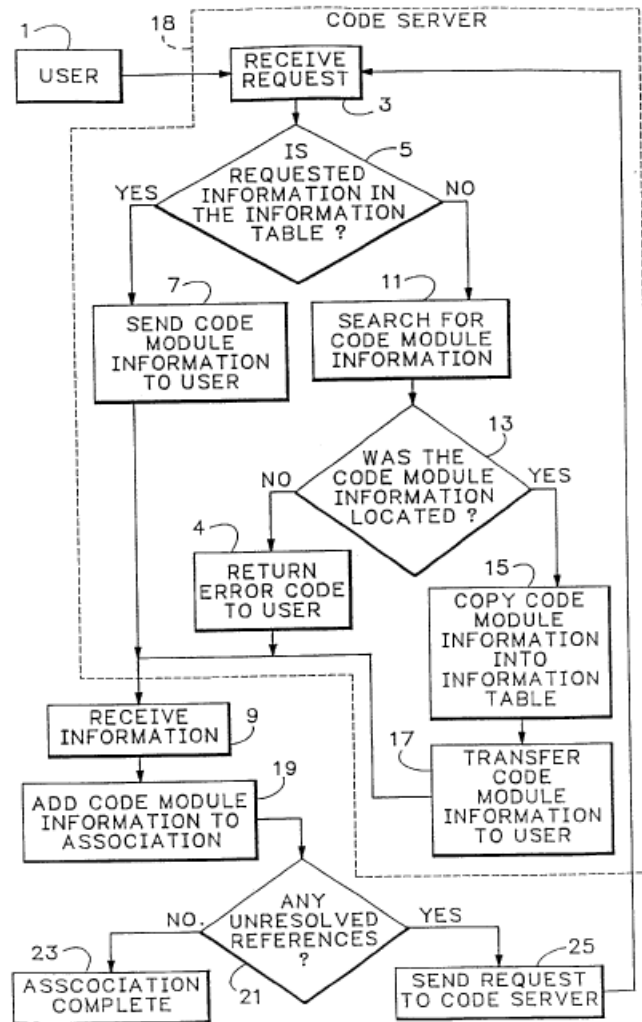 CODE SERVER
18
1
USER
RECEIVE
REQUEST
3
IS
REQUESTED
INFORMATION IN
THE INFORMATION
TABLE ?
5
YES
NO
7
SEND CODE
MODULE
INFORMATION
TO USER
11
SEARCH FOR
CODE MODULE
INFORMATION
13
WAS THE
CODE MODULE
INFORMATION
LOCATED ?
NO
YES
4
RETURN
ERROR CODE
TO USER
15
COPY CODE
MODULE
INFORMATION
INTO
INFORMATION
TABLE
RECEIVE
INFORMATION
9
17
TRANSFER
CODE
MODULE
INFORMATION
TO USER
19
ADD CODE MODULE
INFORMATION TO
ASSOCIATION
ANY
UNRESOLVED
REFERENCES
?
21
NO.
YES
23
ASSCOCIATION
COMPLETE
25
SEND REQUEST
TO CODE SERVER